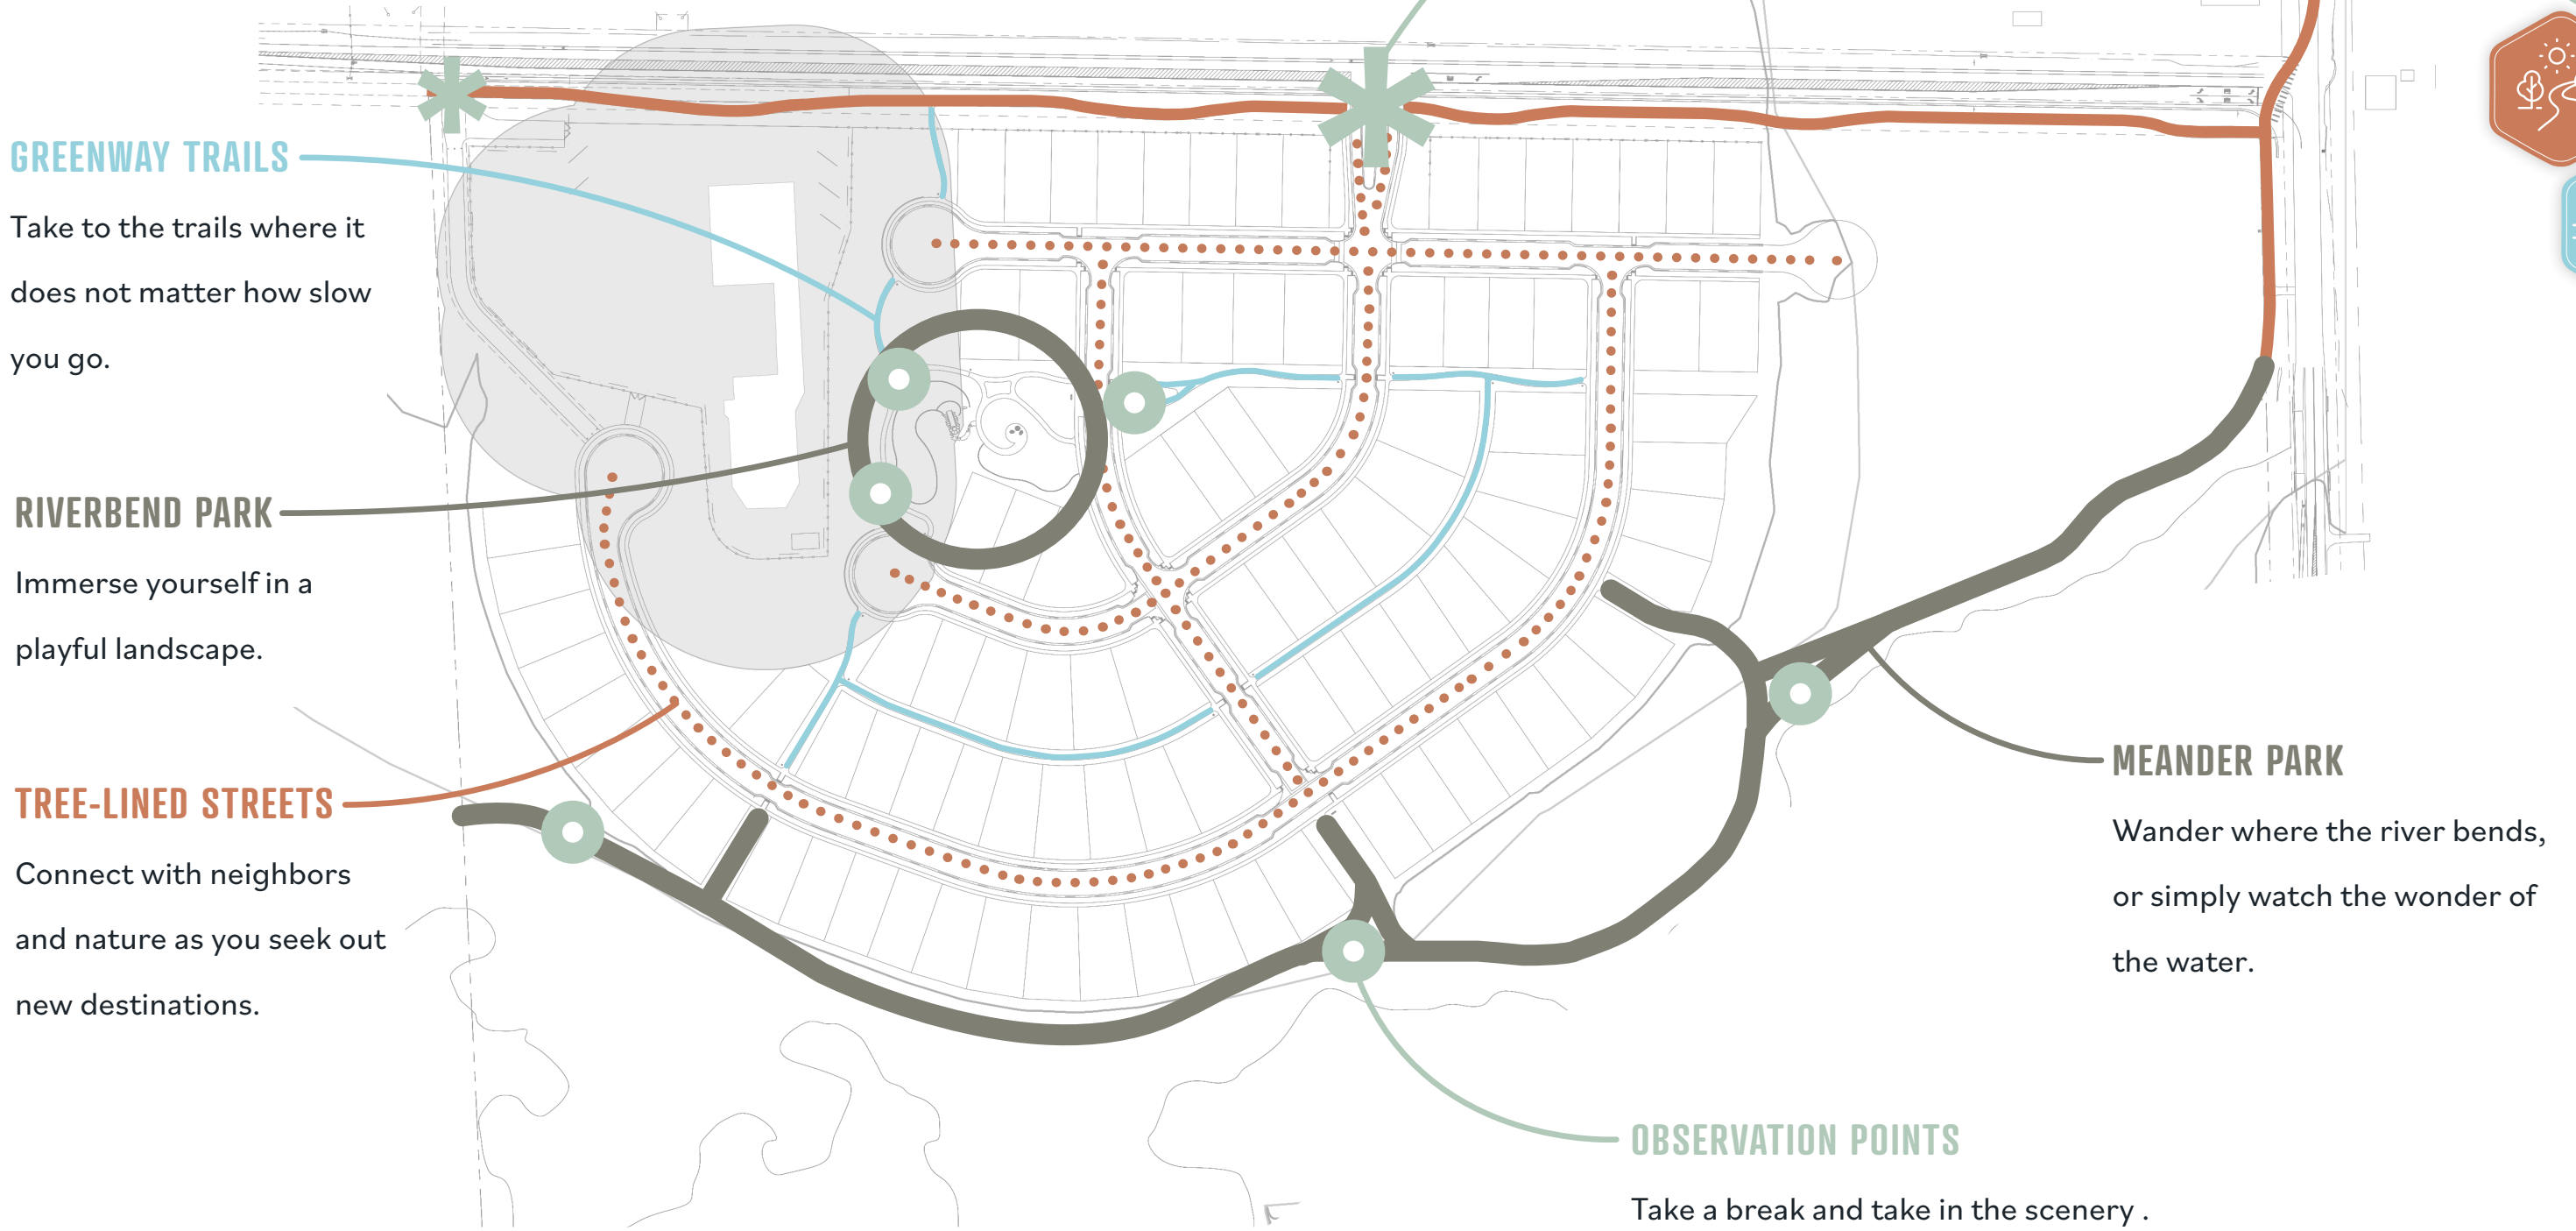 GREENWAY TRAILS
Take to the trails where it
does not matter how slow
you go.
RIVERBEND PARK
Immerse yourself in a
playful landscape.
TREE-LINED STREETS
Connect with neighbors
and nature as you seek out
new destinations.
MEANDER PARK
Wander where the river bends,
or simply watch the wonder of
the water.
OBSERVATION POINTS
Take a break and take in the scenery .